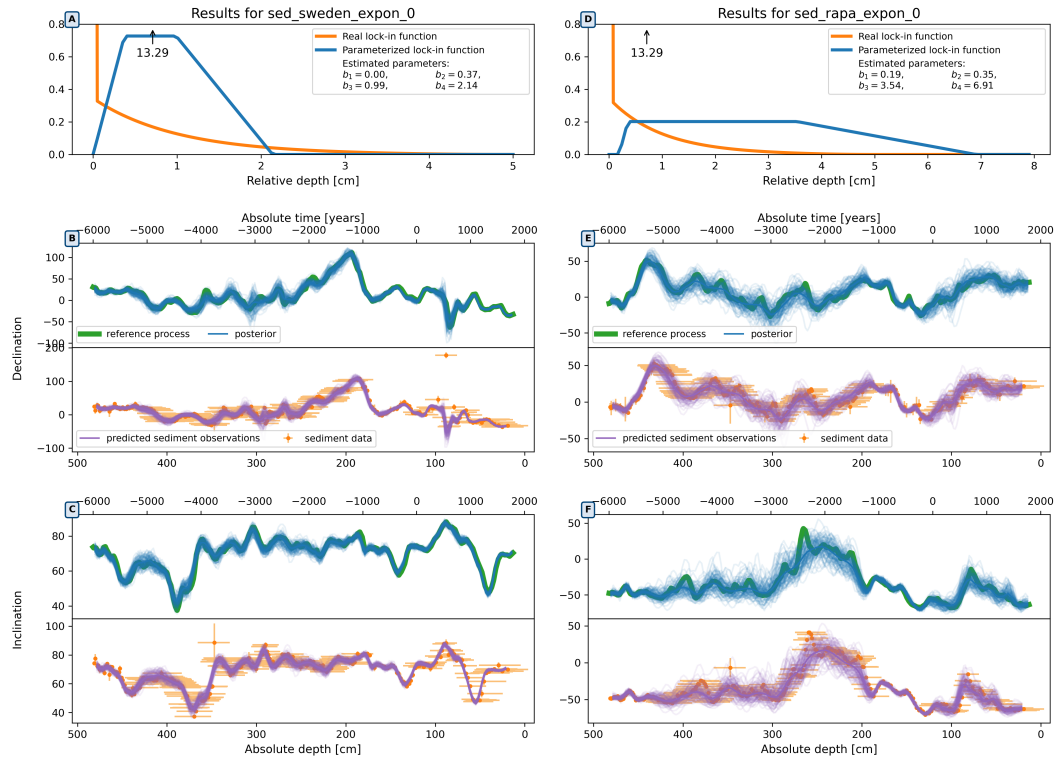 Results for sed_sweden_expon_0
A
0.8
0.6
0.4
0.2
0.0
13.29
Real lock-in function
Parameterized lock-in function
Estimated parameters:
b1 = 0.00, b2 = 0.37,
b3 = 0.99, b4 = 2.14
0 1 2 3 4 5
Relative depth [cm]
Results for sed_rapa_expon_0
D
0.8
0.6
0.4
0.2
0.0
13.29
Real lock-in function
Parameterized lock-in function
Estimated parameters:
b1 = 0.19, b2 = 0.35,
b3 = 3.54, b4 = 6.91
0 1 2 3 4 5 6 7 8
Relative depth [cm]
Absolute time [years]
−6000 −5000 −4000 −3000 −2000 −1000 0 1000 2000
B
Declination
100
50
0
−50
−100
reference process posterior
200
100
0
−100
predicted sediment observations sediment data
500 400 300 200 100 0
Absolute time [years]
−6000 −5000 −4000 −3000 −2000 −1000 0 1000 2000
E
50
0
−50
reference process posterior
50
0
−50
predicted sediment observations sediment data
500 400 300 200 100 0
−6000 −5000 −4000 −3000 −2000 −1000 0 1000 2000
C
Inclination
80
60
40
100
80
60
40
500 400 300 200 100 0
Absolute depth [cm]
−6000 −5000 −4000 −3000 −2000 −1000 0 1000 2000
F
50
0
−50
50
0
−50
500 400 300 200 100 0
Absolute depth [cm]